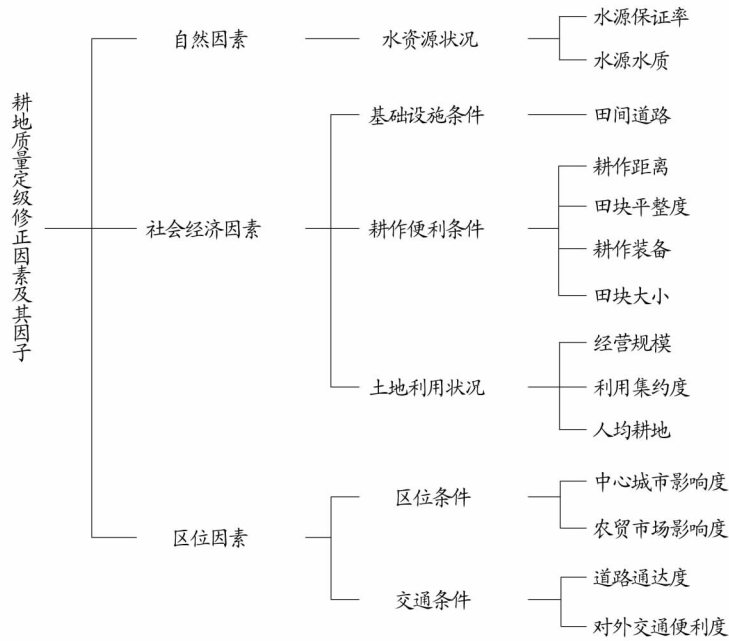 耕地质量定级修正因素及其因子
自然因素
水资源状况
水源保证率
水源水质
社会经济因素
基础设施条件
田间道路
耕作便利条件
耕作距离
田块平整度
耕作装备
田块大小
土地利用状况
经营规模
利用集约度
人均耕地
区位因素
区位条件
中心城市影响度
农贸市场影响度
交通条件
道路通达度
对外交通便利度